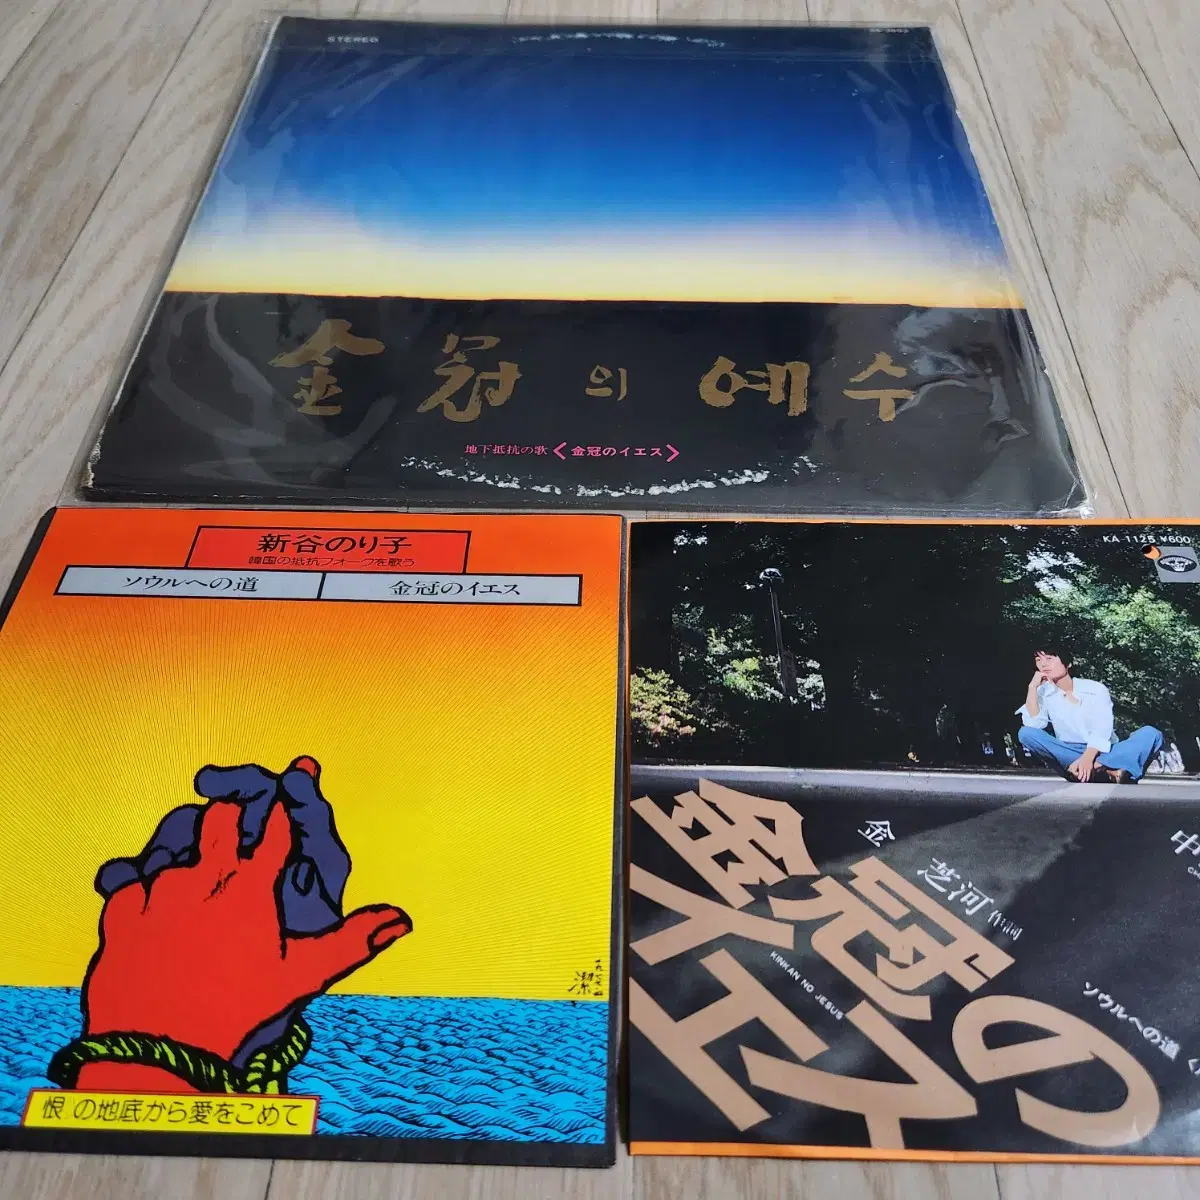 STEREO
金冠의 예수
地下抵抗の歌〈金冠のイエス〉
新谷のり子
韓国の抵抗フォークを歌う
ソウルへの道
金冠のイエス
恨の地底から愛をこめて
KA-1125 ¥600
金冠のイエス
KINKAN NO JESUS
金芝河 作詞
ソウルへの道
中